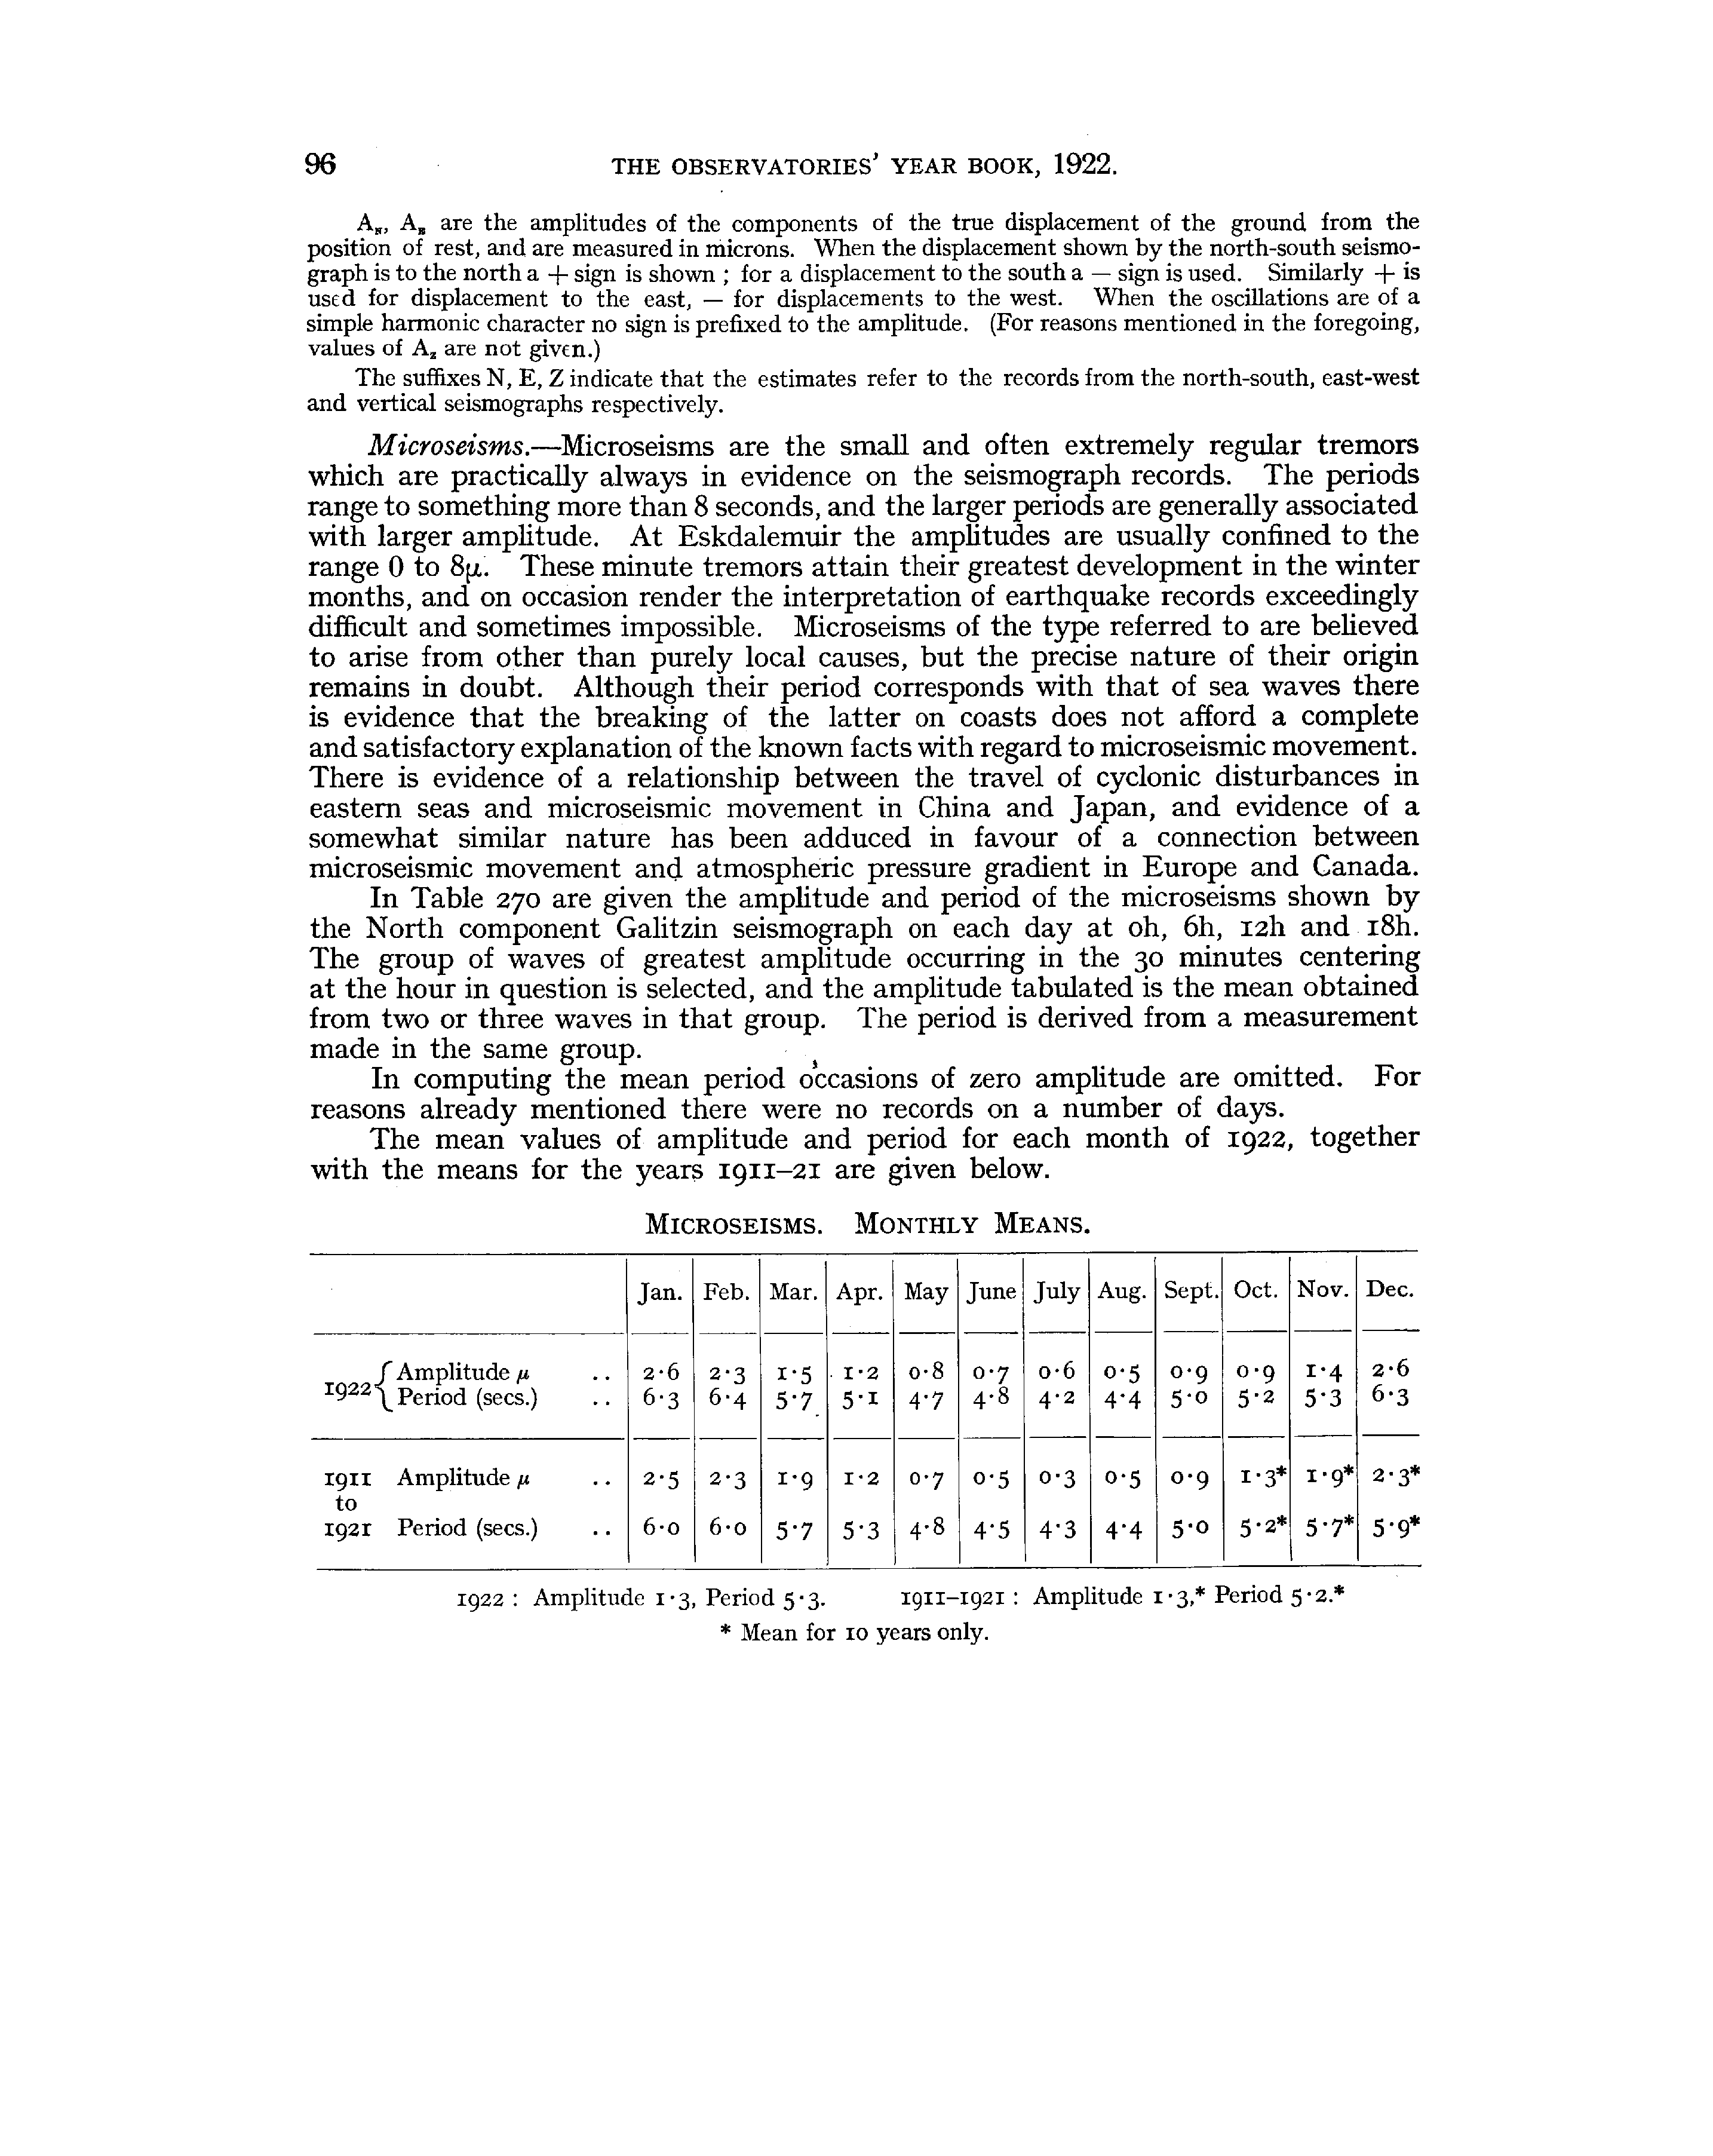 96 THE OBSERVATORIES' YEAR BOOK, 1922.
A_N, A_E are the amplitudes of the components of the true displacement of the ground from the
position of rest, and are measured in microns. When the displacement shown by the north-south seismo-
graph is to the north a + sign is shown ; for a displacement to the south a — sign is used. Similarly + is
used for displacement to the east, — for displacements to the west. When the oscillations are of a
simple harmonic character no sign is prefixed to the amplitude. (For reasons mentioned in the foregoing,
values of A_z are not given.)
The suffixes N, E, Z indicate that the estimates refer to the records from the north-south, east-west
and vertical seismographs respectively.
Microseisms.—Microseisms are the small and often extremely regular tremors
which are practically always in evidence on the seismograph records. The periods
range to something more than 8 seconds, and the larger periods are generally associated
with larger amplitude. At Eskdalemuir the amplitudes are usually confined to the
range 0 to 8μ. These minute tremors attain their greatest development in the winter
months, and on occasion render the interpretation of earthquake records exceedingly
difficult and sometimes impossible. Microseisms of the type referred to are believed
to arise from other than purely local causes, but the precise nature of their origin
remains in doubt. Although their period corresponds with that of sea waves there
is evidence that the breaking of the latter on coasts does not afford a complete
and satisfactory explanation of the known facts with regard to microseismic movement.
There is evidence of a relationship between the travel of cyclonic disturbances in
eastern seas and microseismic movement in China and Japan, and evidence of a
somewhat similar nature has been adduced in favour of a connection between
microseismic movement and atmospheric pressure gradient in Europe and Canada.
In Table 270 are given the amplitude and period of the microseisms shown by
the North component Galitzin seismograph on each day at 0h, 6h, 12h and 18h.
The group of waves of greatest amplitude occurring in the 30 minutes centering
at the hour in question is selected, and the amplitude tabulated is the mean obtained
from two or three waves in that group. The period is derived from a measurement
made in the same group.
In computing the mean period occasions of zero amplitude are omitted. For
reasons already mentioned there were no records on a number of days.
The mean values of amplitude and period for each month of 1922, together
with the means for the years 1911–21 are given below.
MICROSEISMS. MONTHLY MEANS.
Jan. Feb. Mar. Apr. May June July Aug. Sept. Oct. Nov. Dec.
1922 { Amplitude μ .. 2·6 2·3 1·5 1·2 0·8 0·7 0·6 0·5 0·9 0·9 1·4 2·6
Period (secs.) .. 6·3 6·4 5·7 5·1 4·7 4·8 4·2 4·4 5·0 5·2 5·3 6·3
1911 Amplitude μ .. 2·5 2·3 1·9 1·2 0·7 0·5 0·3 0·5 0·9 1·3* 1·9* 2·3*
to
1921 Period (secs.) .. 6·0 6·0 5·7 5·3 4·8 4·5 4·3 4·4 5·0 5·2* 5·7* 5·9*
1922 : Amplitude 1·3, Period 5·3. 1911–1921 : Amplitude 1·3,* Period 5·2.*
* Mean for 10 years only.